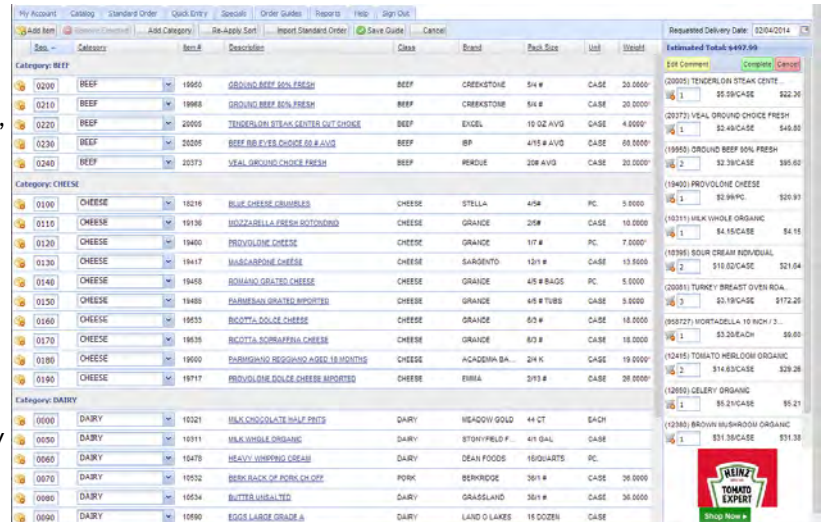 My Account Catalog Standard Order Quick Entry Specials Order Guides Reports Help Sign Out
Add Item Remove Selected Add Category Re-Apply Sort Import Standard Order Save Guide Cancel
Requested Delivery Date: 02/04/2014
Seq. Category Item # Description Class Brand Pack Size Unit Weight
Estimated Total: $497.99
Edit Comment Complete Cancel
Category: BEEF
0200 BEEF 19950 GROUND BEEF 90% FRESH BEEF CREEKSTONE 5/4 # CASE 20.0000*
0210 BEEF 19968 GROUND BEEF 80% FRESH BEEF CREEKSTONE 5/4 # CASE 20.0000*
0220 BEEF 20005 TENDERLOIN STEAK CENTER CUT CHOICE BEEF EXCEL 10 OZ AVG CASE 4.0000*
0230 BEEF 20205 BEEF RIB EYES CHOICE 60 # AVG BEEF IBP 4/15 # AVG CASE 60.0000*
0240 BEEF 20373 VEAL GROUND CHOICE FRESH BEEF PERDUE 20# AVG CASE 20.0000*
Category: CHEESE
0100 CHEESE 18216 BLUE CHEESE CRUMBLES CHEESE STELLA 4/5# PC. 5.0000
0110 CHEESE 19136 MOZZARELLA FRESH ROTONDINO CHEESE GRANDE 2/5# CASE 10.0000
0120 CHEESE 19400 PROVOLONE CHEESE CHEESE GRANDE 1/7 # PC. 7.0000*
0130 CHEESE 19417 MASCARPONE CHEESE CHEESE SARGENTO 12/1 # CASE 13.5000
0140 CHEESE 19458 ROMANO GRATED CHEESE CHEESE GRANDE 4/5 # BAGS PC. 5.0000
0150 CHEESE 19485 PARMESAN GRATED IMPORTED CHEESE GRANDE 4/5 # TUBS CASE 5.0000
0160 CHEESE 19533 RICOTTA DOLCE CHEESE CHEESE GRANDE 6/3 # CASE 18.0000
0170 CHEESE 19535 RICOTTA SOPRAFFINA CHEESE CHEESE GRANDE 6/3 # CASE 18.0000
0180 CHEESE 19600 PARMIGIANO REGGIANO AGED 18 MONTHS CHEESE ACADEMIA BA... 2/4 K CASE 19.0000*
0190 CHEESE 19717 PROVOLONE DOLCE CHEESE IMPORTED CHEESE EMMA 2/13 # CASE 26.0000*
Category: DAIRY
0000 DAIRY 10321 MILK CHOCOLATE HALF PINTS DAIRY MEADOW GOLD 44 CT EACH
0050 DAIRY 10311 MILK WHOLE ORGANIC DAIRY STONYFIELD F... 4/1 GAL CASE
0060 DAIRY 10478 HEAVY WHIPPING CREAM DAIRY DEAN FOODS 16/QUARTS PC.
0070 DAIRY 10532 BERK RACK OF PORK CH OFF PORK BERKRIDGE 36/1 # CASE 36.0000
0080 DAIRY 10534 BUTTER UNSALTED DAIRY GRASSLAND 36/1 # CASE 36.0000
0090 DAIRY 10590 EGGS LARGE GRADE A DAIRY LAND O LAKES 15 DOZEN CASE
(20005) TENDERLOIN STEAK CENTE...
1 $5.59/CASE $22.36
(20373) VEAL GROUND CHOICE FRESH
1 $2.49/CASE $49.80
(19950) GROUND BEEF 90% FRESH
2 $2.39/CASE $95.60
(19400) PROVOLONE CHEESE
1 $2.99/PC. $20.93
(10311) MILK WHOLE ORGANIC
1 $4.15/CASE $4.15
(10395) SOUR CREAM INDIVIDUAL
2 $10.82/CASE $21.64
(20081) TURKEY BREAST OVEN ROA...
3 $3.19/CASE $172.26
(958727) MORTADELLA 10 INCH / 3...
1 $3.20/EACH $9.60
(12415) TOMATO HEIRLOOM ORGANIC
2 $14.63/CASE $29.26
(12650) CELERY ORGANIC
1 $5.21/CASE $5.21
(12380) BROWN MUSHROOM ORGANIC
1 $31.38/CASE $31.38
HEINZ
TOMATO
EXPERT
Shop Now